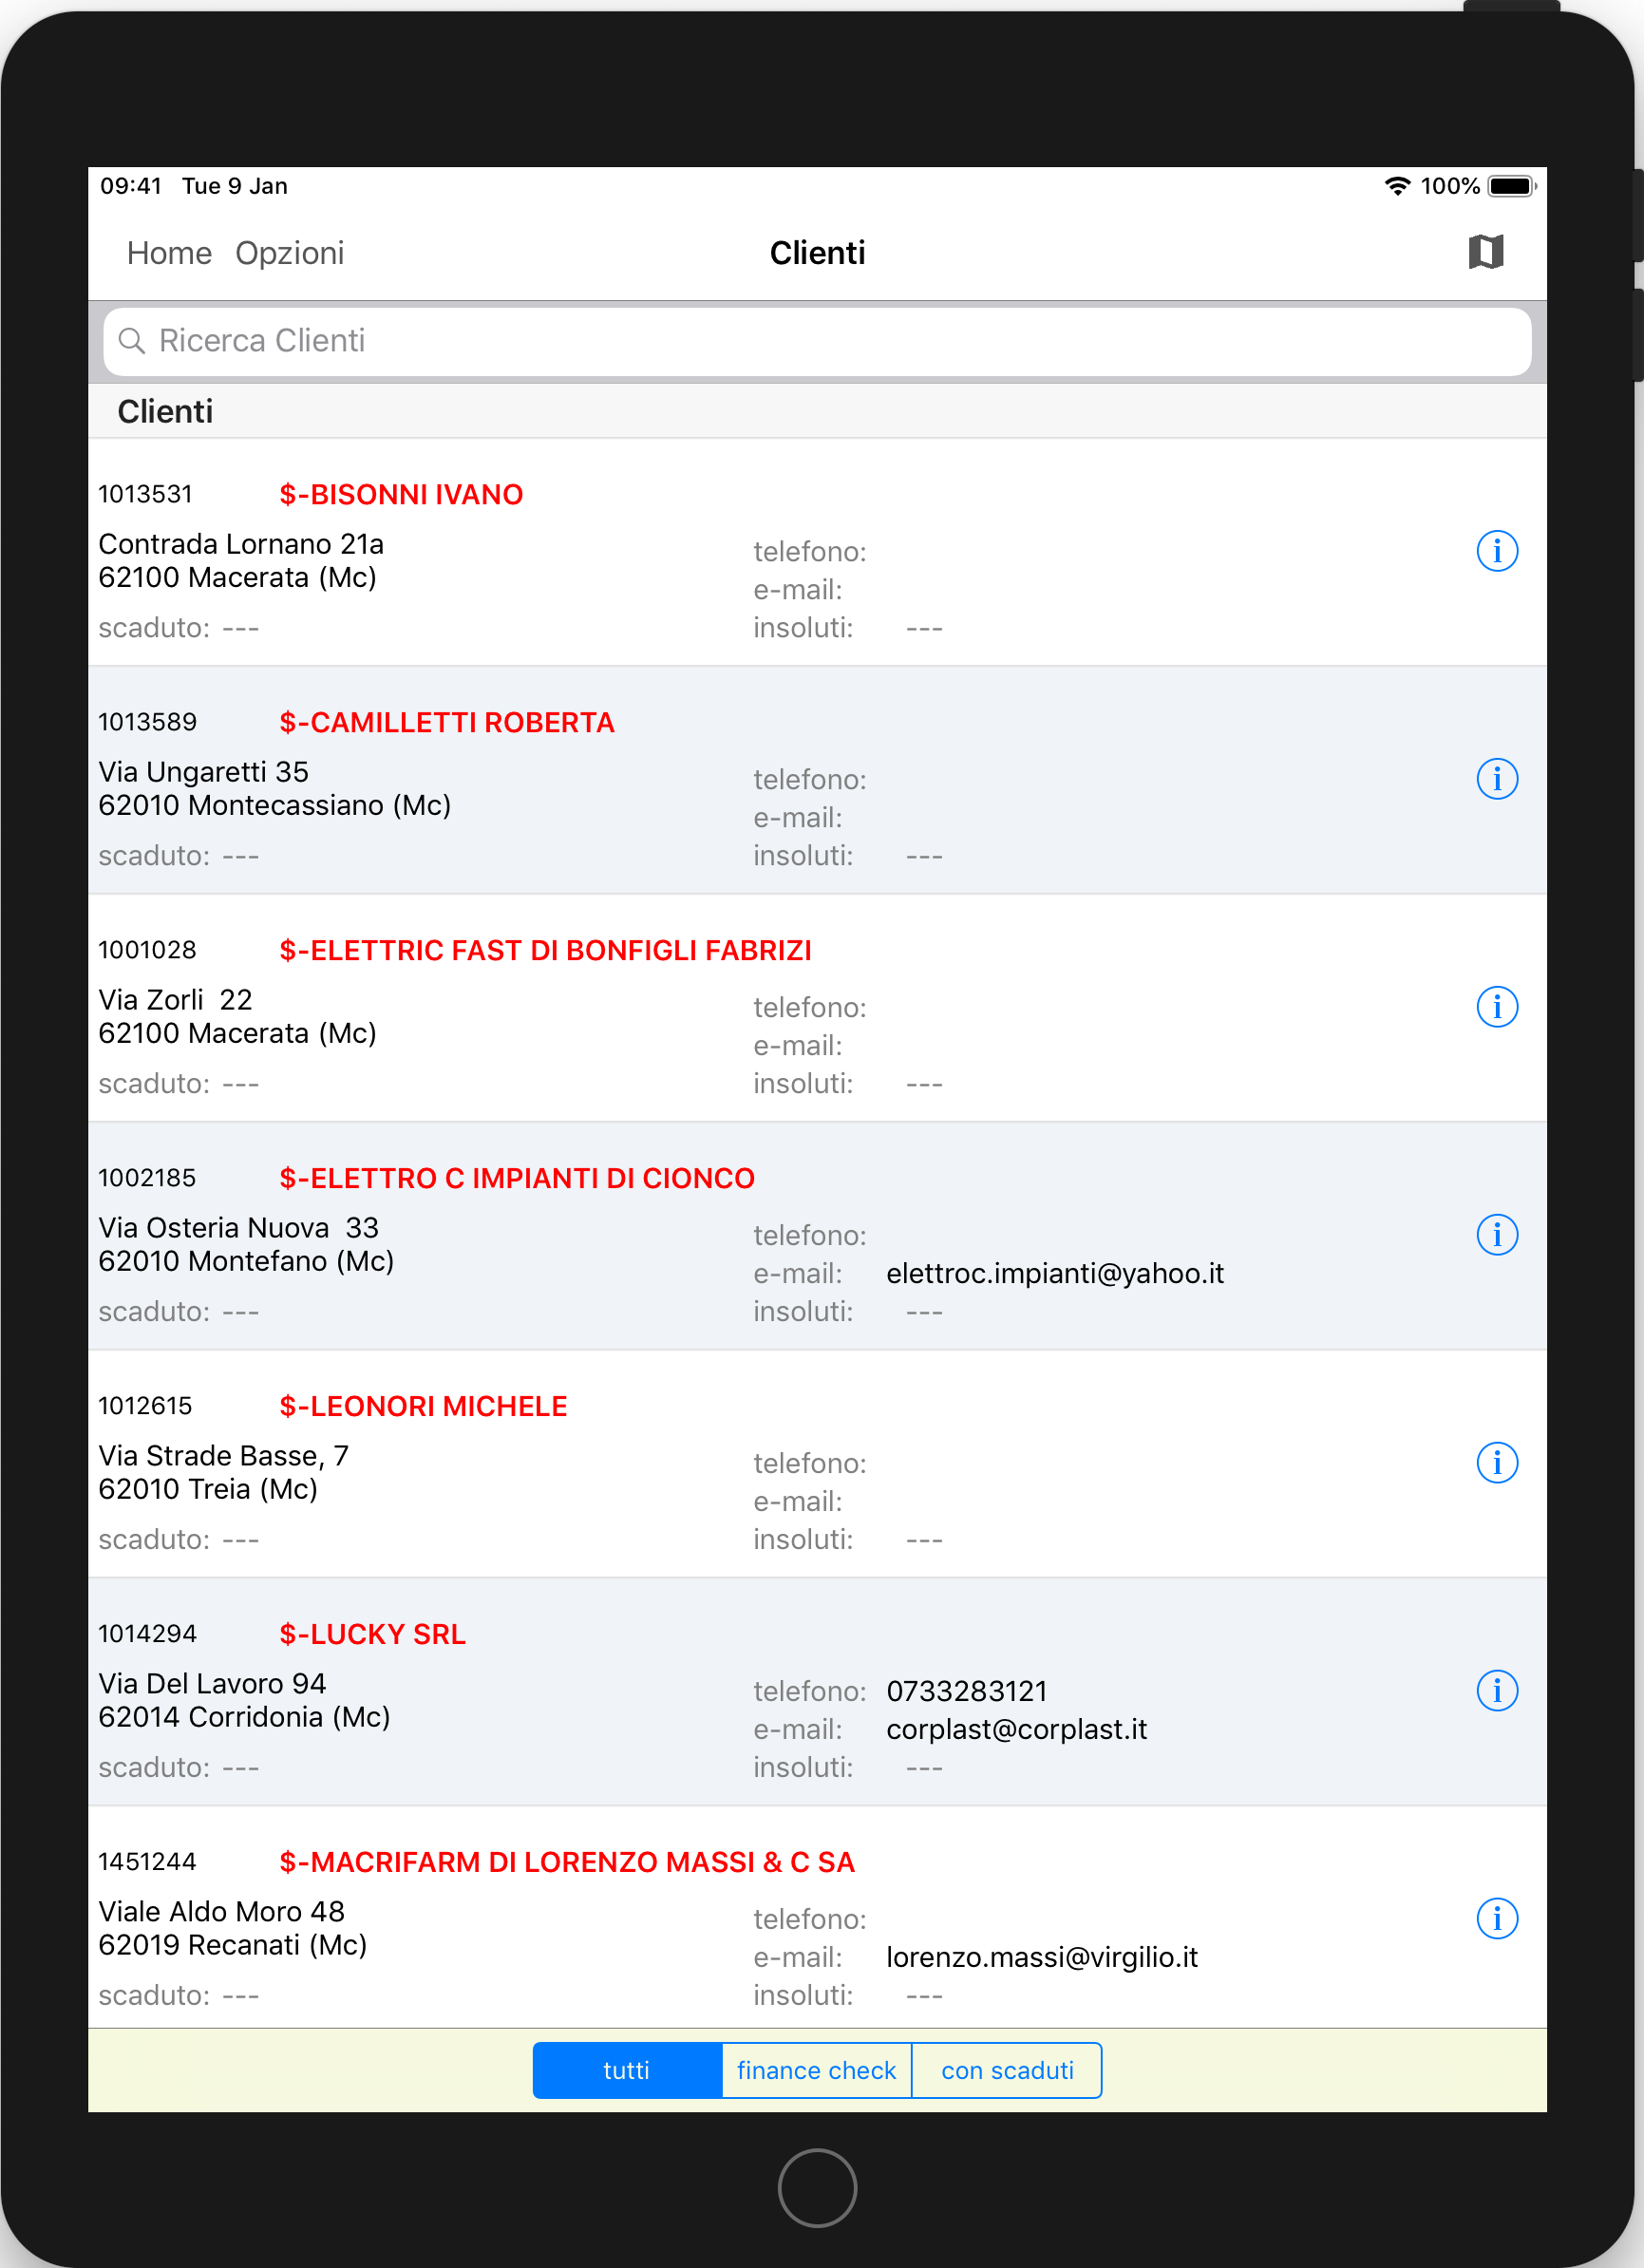 09:41 Tue 9 Jan 100%
Home Opzioni Clienti
Ricerca Clienti
Clienti
1013531 $-BISONNI IVANO
Contrada Lornano 21a
62100 Macerata (Mc)
telefono:
e-mail:
scaduto: --- insoluti: ---
1013589 $-CAMILLETTI ROBERTA
Via Ungaretti 35
62010 Montecassiano (Mc)
telefono:
e-mail:
scaduto: --- insoluti: ---
1001028 $-ELETTRIC FAST DI BONFIGLI FABRIZI
Via Zorli  22
62100 Macerata (Mc)
telefono:
e-mail:
scaduto: --- insoluti: ---
1002185 $-ELETTRO C IMPIANTI DI CIONCO
Via Osteria Nuova  33
62010 Montefano (Mc)
telefono:
e-mail: elettroc.impianti@yahoo.it
scaduto: --- insoluti: ---
1012615 $-LEONORI MICHELE
Via Strade Basse, 7
62010 Treia (Mc)
telefono:
e-mail:
scaduto: --- insoluti: ---
1014294 $-LUCKY SRL
Via Del Lavoro 94
62014 Corridonia (Mc)
telefono: 0733283121
e-mail: corplast@corplast.it
scaduto: --- insoluti: ---
1451244 $-MACRIFARM DI LORENZO MASSI & C SA
Viale Aldo Moro 48
62019 Recanati (Mc)
telefono:
e-mail: lorenzo.massi@virgilio.it
scaduto: --- insoluti: ---
tutti finance check con scaduti